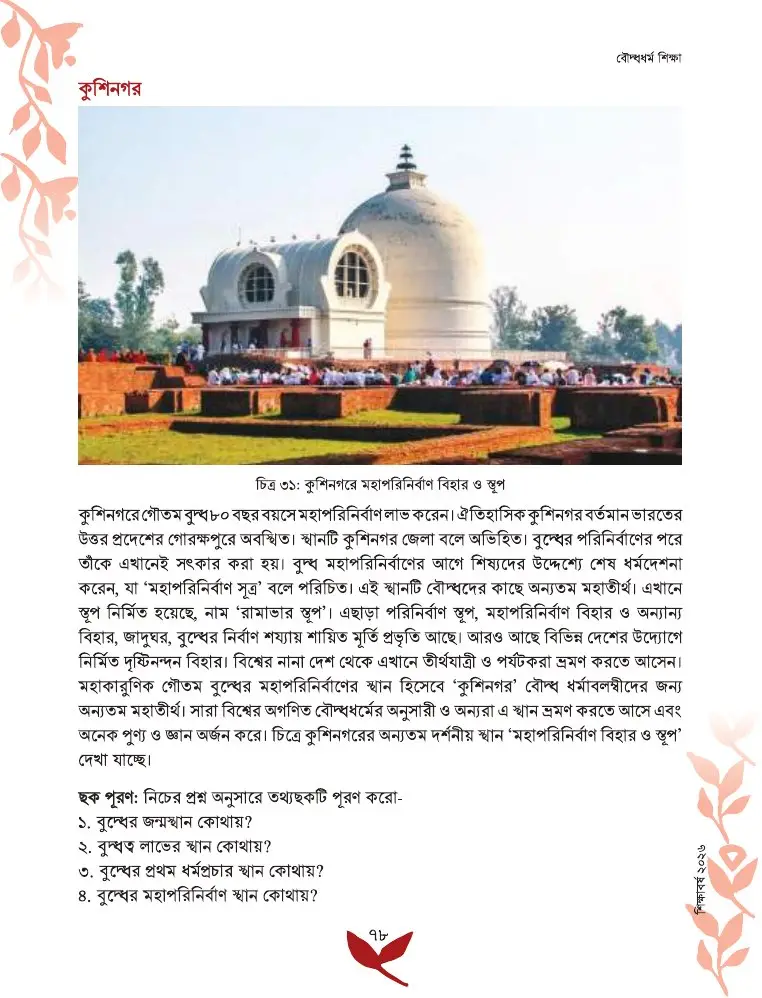 বৌদ্ধধর্ম শিক্ষা
কুশিনগর
চিত্র ৩১: কুশিনগরে মহাপরিনির্বাণ বিহার ও স্তূপ
কুশিনগরে গৌতম বুদ্ধ ৮০ বছর বয়সে মহাপরিনির্বাণ লাভ করেন। ঐতিহাসিক কুশিনগর বর্তমান ভারতের
উত্তর প্রদেশের গোরক্ষপুরে অবস্থিত। স্থানটি কুশিনগর জেলা বলে অভিহিত। বুদ্ধের পরিনির্বাণের পরে
তাঁকে এখানেই সৎকার করা হয়। বুদ্ধ মহাপরিনির্বাণের আগে শিষ্যদের উদ্দেশ্যে শেষ ধর্মদেশনা
করেন, যা ‘মহাপরিনির্বাণ সূত্র’ বলে পরিচিত। এই স্থানটি বৌদ্ধদের কাছে অন্যতম মহাতীর্থ। এখানে
স্তূপ নির্মিত হয়েছে, নাম ‘রামাভার স্তূপ’। এছাড়া পরিনির্বাণ স্তূপ, মহাপরিনির্বাণ বিহার ও অন্যান্য
বিহার, জাদুঘর, বুদ্ধের নির্বাণ শয্যায় শায়িত মূর্তি প্রভৃতি আছে। আরও আছে বিভিন্ন দেশের উদ্যোগে
নির্মিত দৃষ্টিনন্দন বিহার। বিশ্বের নানা দেশ থেকে এখানে তীর্থযাত্রী ও পর্যটকরা ভ্রমণ করতে আসেন।
মহাকারুণিক গৌতম বুদ্ধের মহাপরিনির্বাণের স্থান হিসেবে ‘কুশিনগর’ বৌদ্ধ ধর্মাবলম্বীদের জন্য
অন্যতম মহাতীর্থ। সারা বিশ্বের অগণিত বৌদ্ধধর্মের অনুসারী ও অন্যরা এ স্থান ভ্রমণ করতে আসে এবং
অনেক পুণ্য ও জ্ঞান অর্জন করে। চিত্রে কুশিনগরের অন্যতম দর্শনীয় স্থান ‘মহাপরিনির্বাণ বিহার ও স্তূপ’
দেখা যাচ্ছে।
ছক পূরণ: নিচের প্রশ্ন অনুসারে তথ্যছকটি পূরণ করো-
১. বুদ্ধের জন্মস্থান কোথায়?
২. বুদ্ধত্ব লাভের স্থান কোথায়?
৩. বুদ্ধের প্রথম ধর্মপ্রচার স্থান কোথায়?
৪. বুদ্ধের মহাপরিনির্বাণ স্থান কোথায়?
শিক্ষাবর্ষ ২০২৬
৭৮